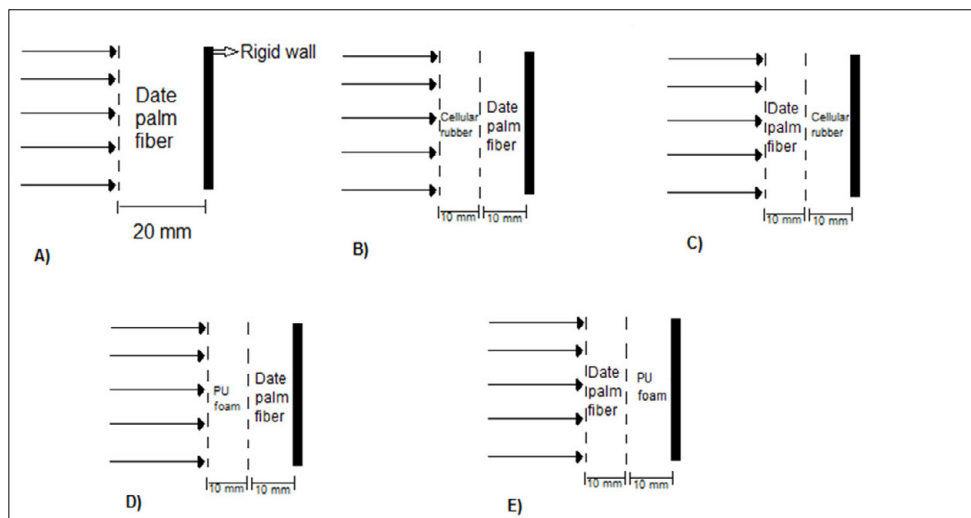 Rigid wall
Date
palm
fiber
20 mm
A)
Cellular
rubber
Date
palm
fiber
10 mm
10 mm
B)
Date
palm
fiber
Cellular
rubber
10 mm
10 mm
C)
PU
foam
Date
palm
fiber
10 mm
10 mm
D)
Date
palm
fiber
PU
foam
10 mm
10 mm
E)